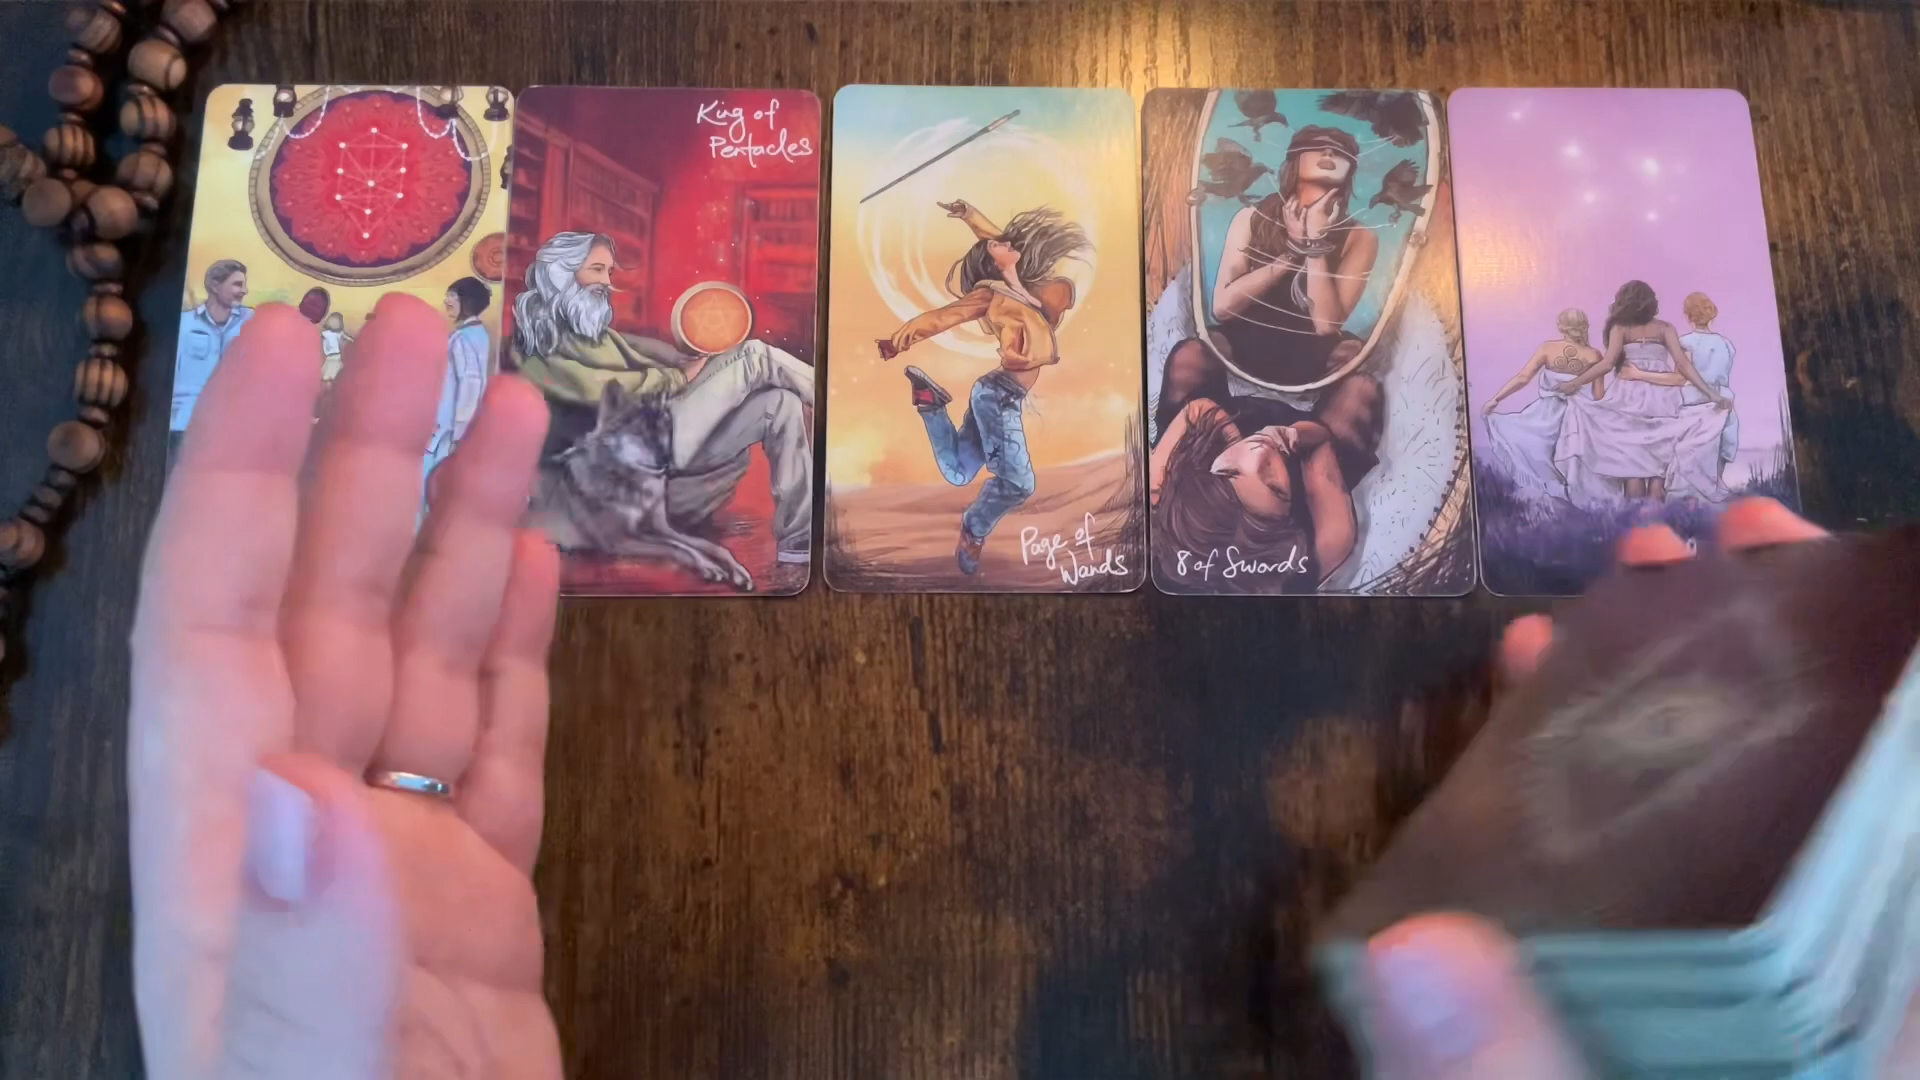 King of
Pentacles
Page of
Wands
8 of Swords